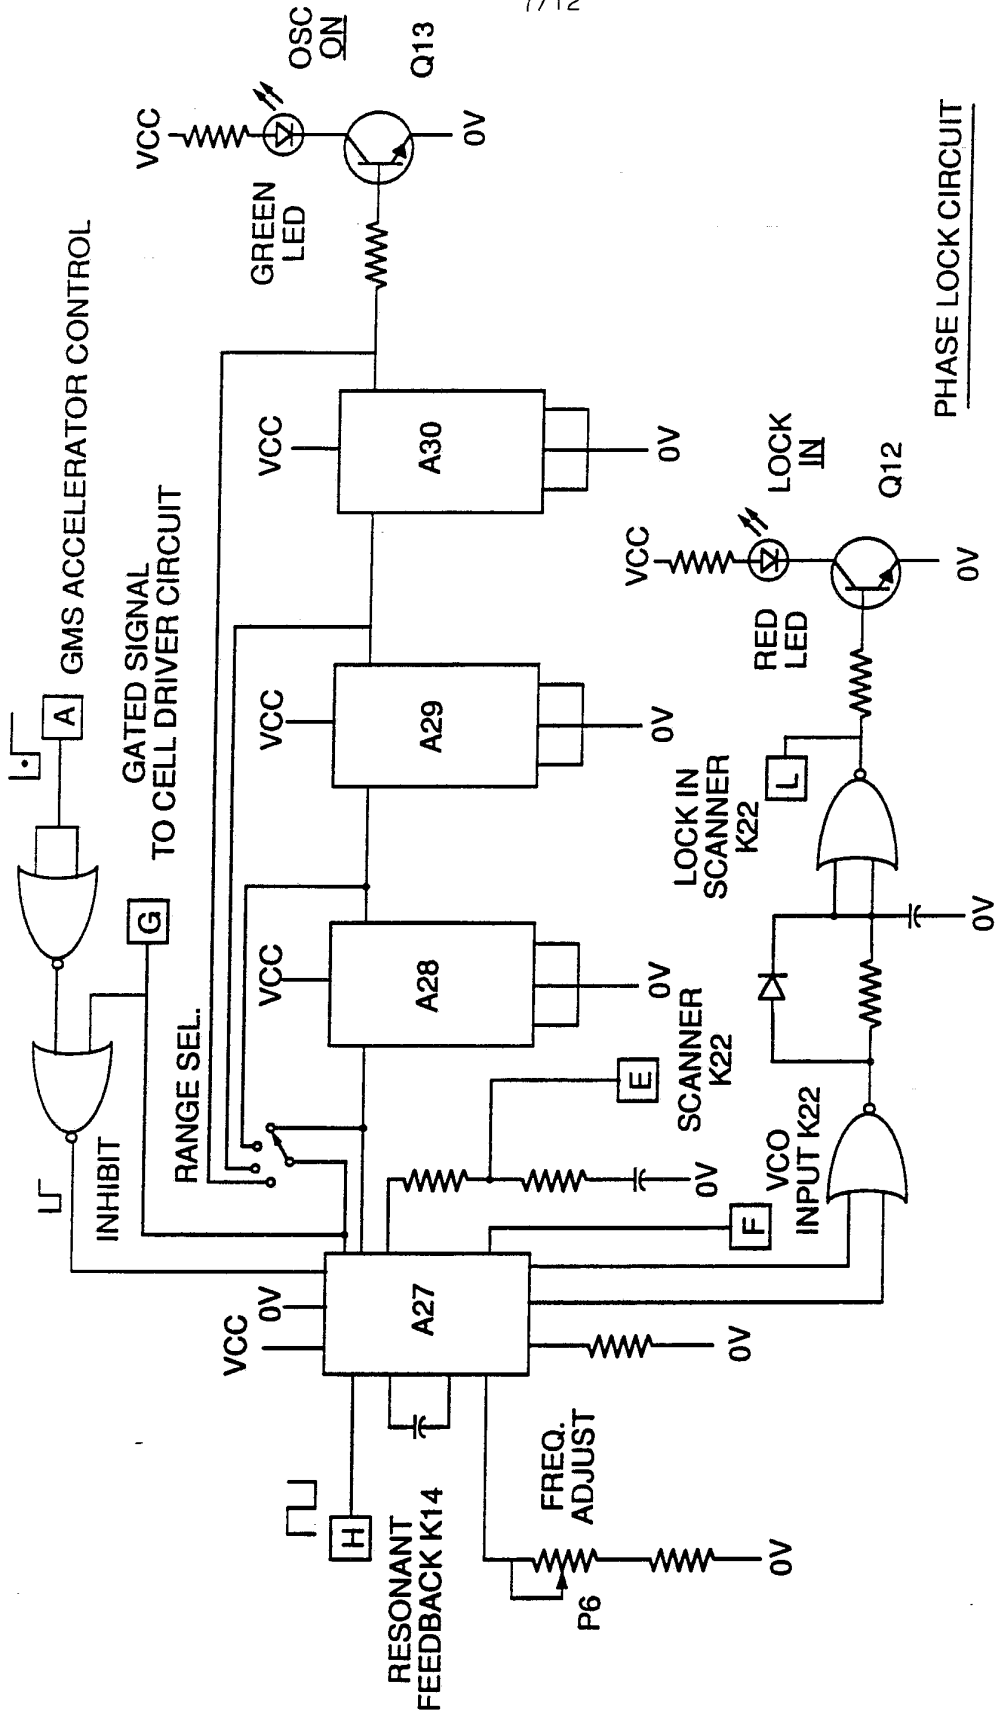 7/12
VCC
OSC
ON
Q13
GREEN
LED
0V
A
GMS ACCELERATOR CONTROL
GATED SIGNAL
TO CELL DRIVER CIRCUIT
G
INHIBIT
RANGE SEL.
VCC
0V
A27
VCC
A28
0V
VCC
A29
0V
VCC
A30
0V
H
RESONANT
FEEDBACK K14
FREQ.
ADJUST
P6
0V
0V
F
VCO
INPUT K22
0V
E
SCANNER
K22
LOCK IN
SCANNER
K22
L
0V
VCC
RED
LED
LOCK
IN
Q12
0V
PHASE LOCK CIRCUIT